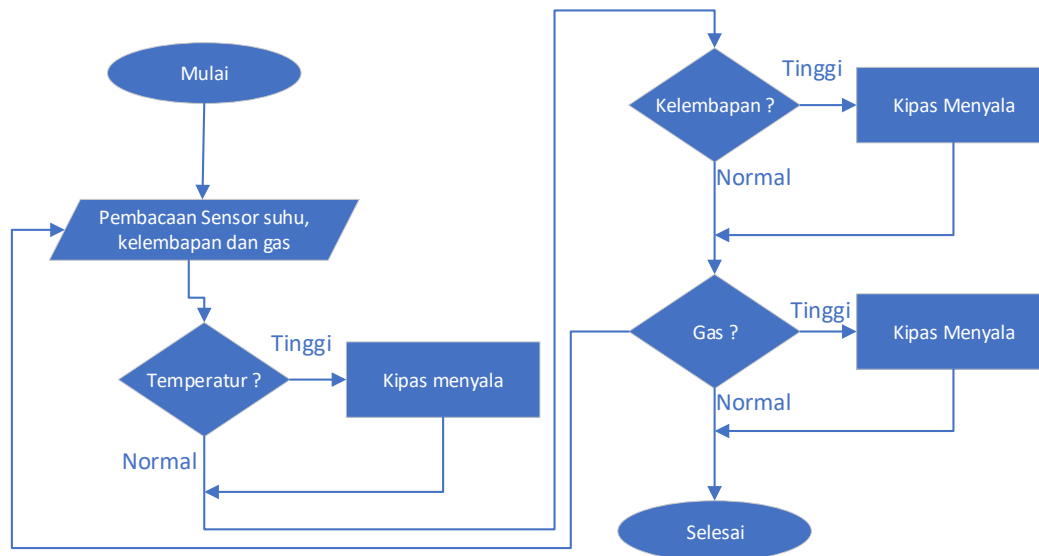 Mulai
Pembacaan Sensor suhu,
kelembapan dan gas
Temperatur ?
Tinggi
Kipas menyala
Normal
Kelembapan ?
Tinggi
Kipas Menyala
Normal
Gas ?
Tinggi
Kipas Menyala
Normal
Selesai